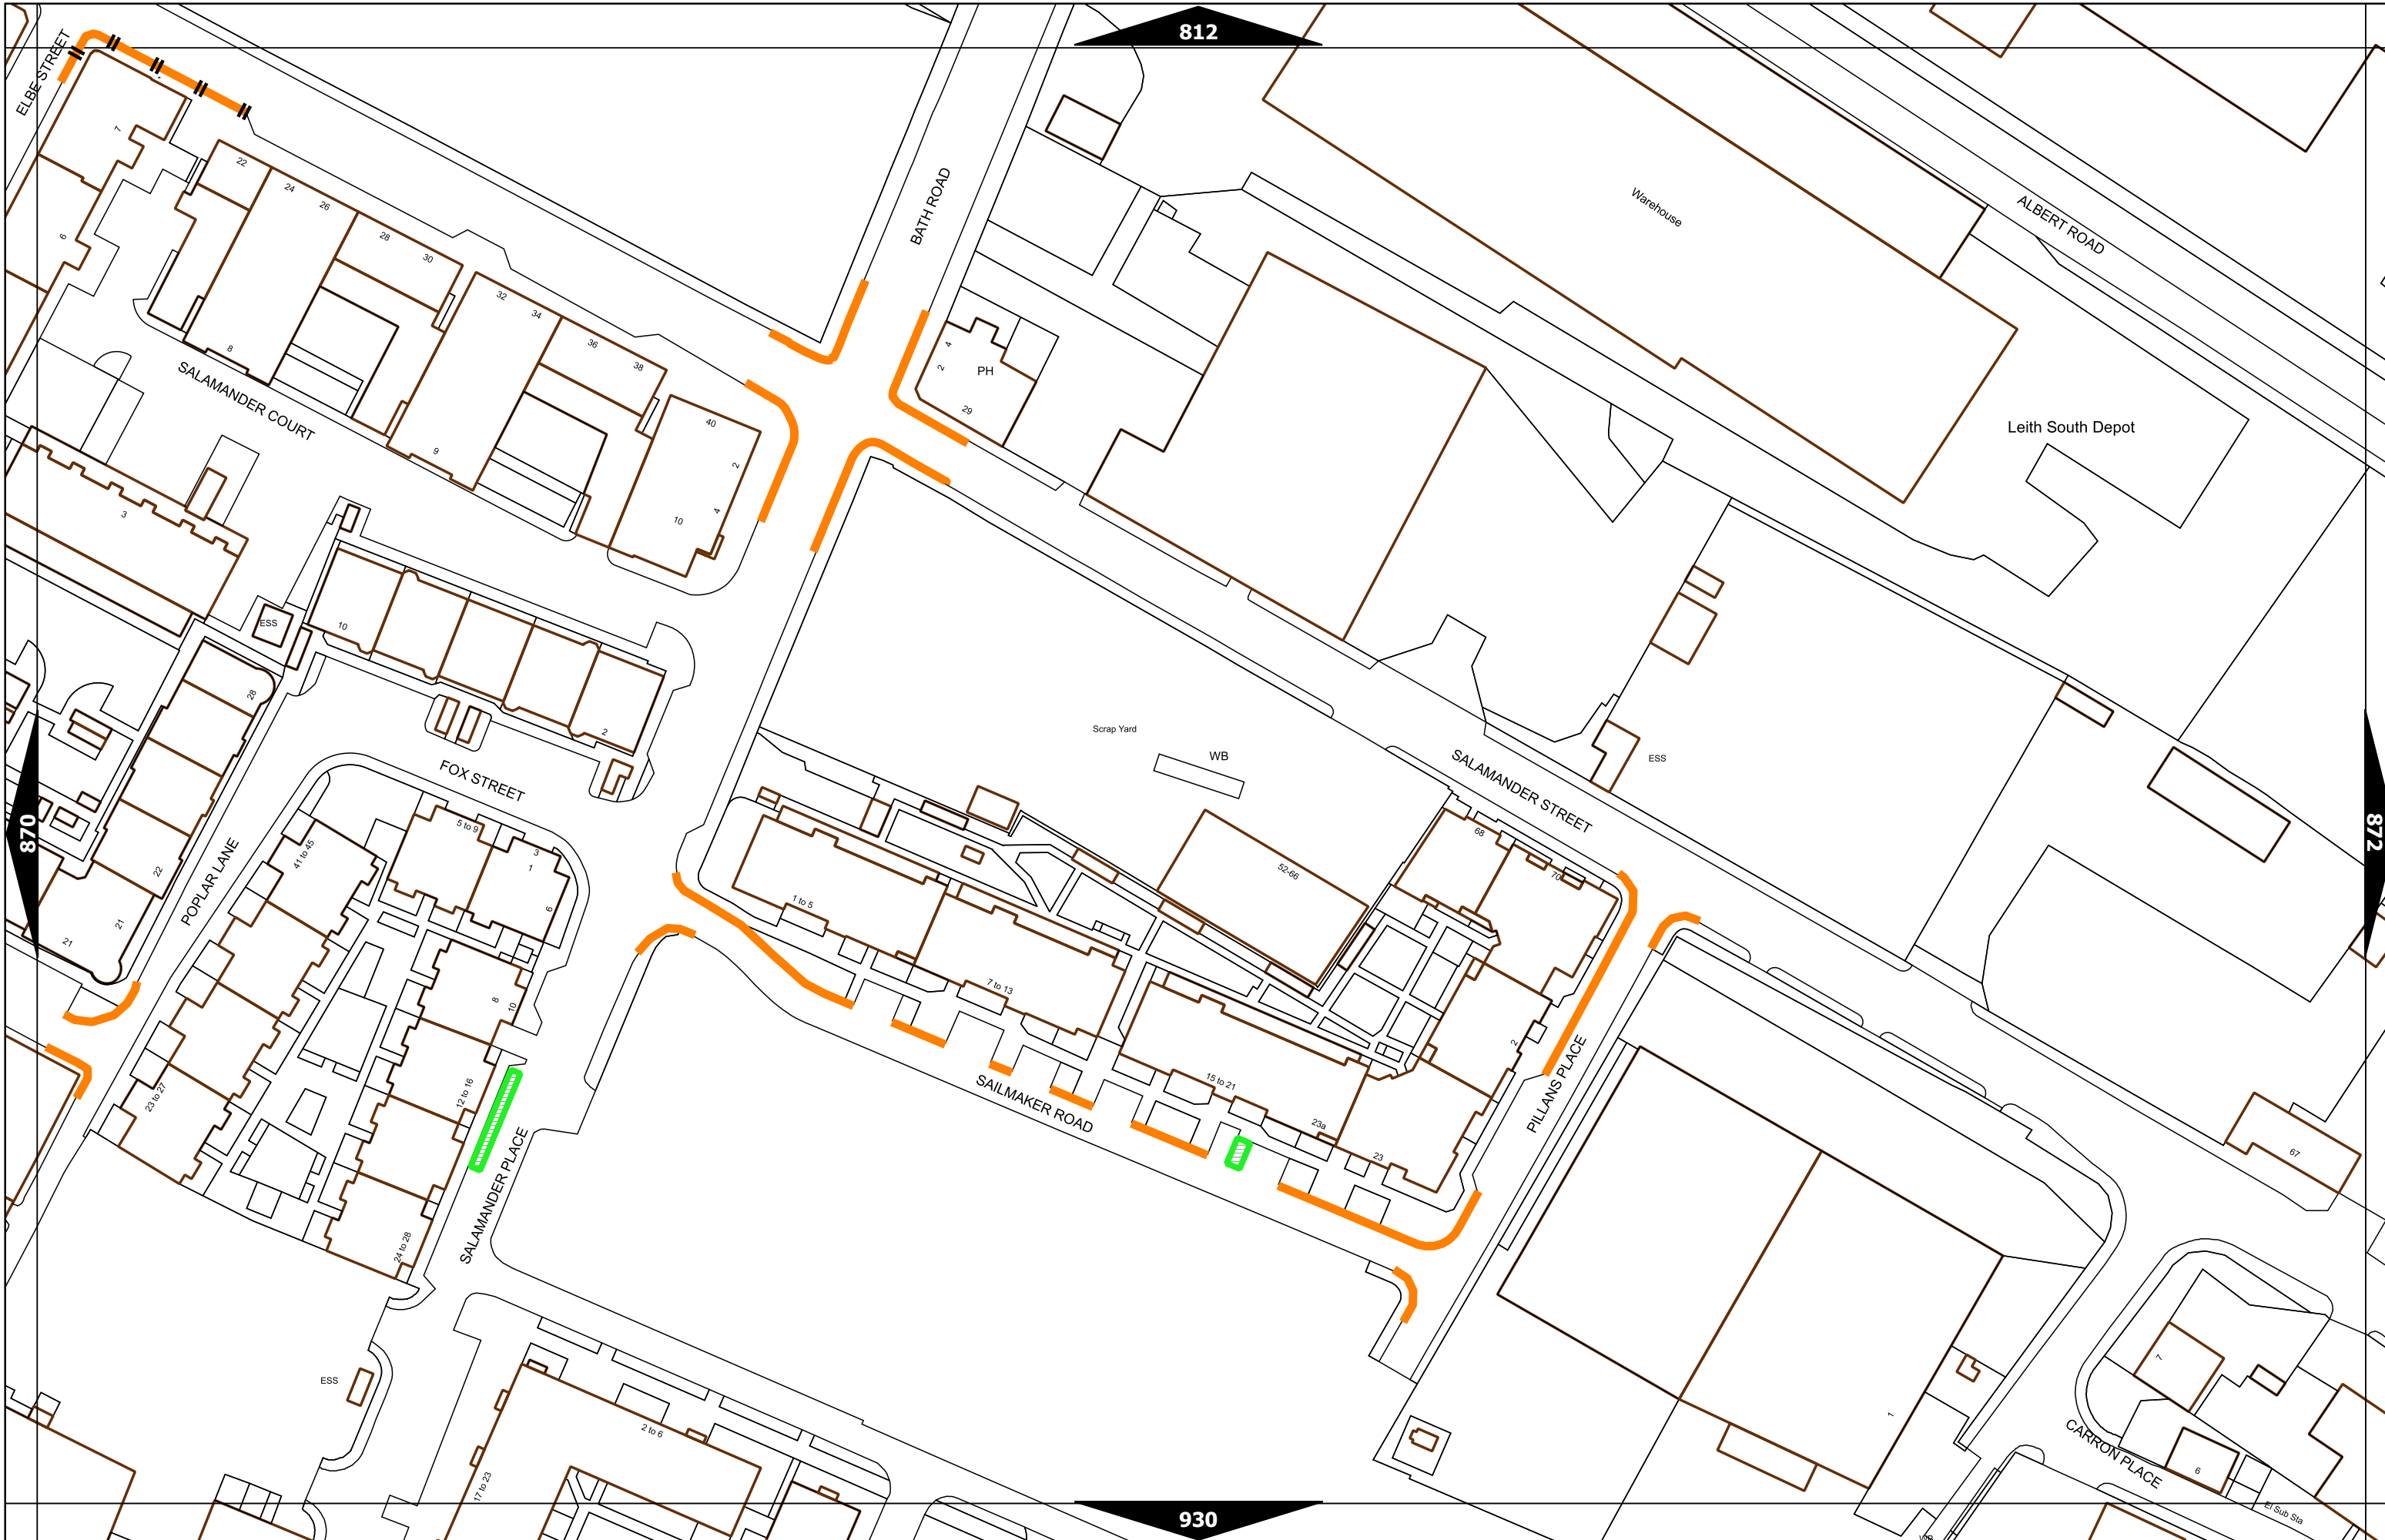 812
ELBE STREET
7
6
22
24
26
28
30
32
34
36
38
40
2
4
10
8
9
SALAMANDER COURT
BATH ROAD
4
2
PH
29
Warehouse
ALBERT ROAD
Leith South Depot
3
ESS
10
2
28
22
21
21
FOX STREET
POPLAR LANE
5 to 9
3
1
6
41 to 45
8
10
12 to 16
23 to 27
24 to 28
SALAMANDER PLACE
Scrap Yard
WB
52-66
68
70
SALAMANDER STREET
ESS
1 to 5
7 to 13
15 to 21
23a
23
2
SAILMAKER ROAD
PILLANS PLACE
870
872
67
ESS
2 to 6
17 to 23
1
7
6
CARRON PLACE
El Sub Sta
930